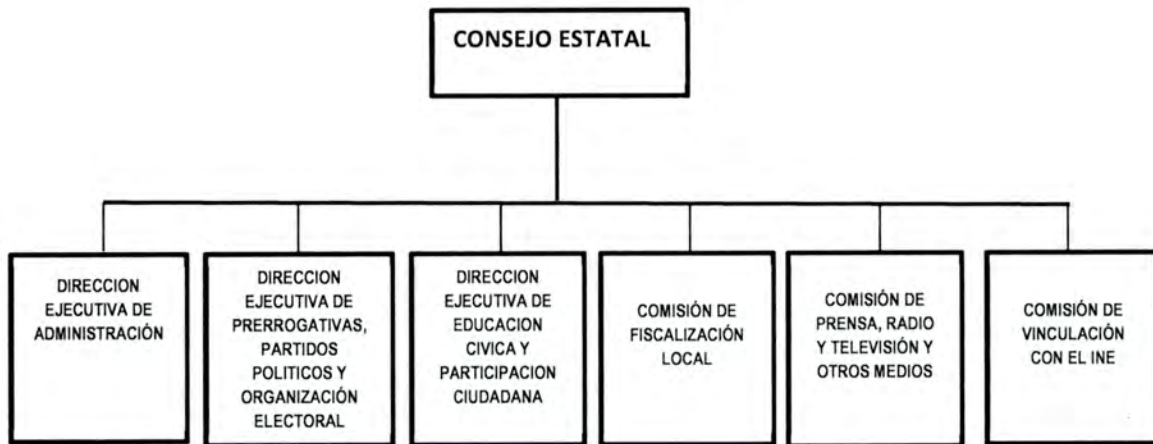 CONSEJO ESTATAL
DIRECCION
EJECUTIVA DE
ADMINISTRACIÓN
DIRECCION
EJECUTIVA DE
PRERROGATIVAS,
PARTIDOS
POLITICOS Y
ORGANIZACIÓN
ELECTORAL
DIRECCION
EJECUTIVA DE
EDUCACION
CIVICA Y
PARTICIPACION
CIUDADANA
COMISIÓN DE
FISCALIZACIÓN
LOCAL
COMISIÓN DE
PRENSA, RADIO
Y TELEVISIÓN Y
OTROS MEDIOS
COMISIÓN DE
VINCULACIÓN
CON EL INE